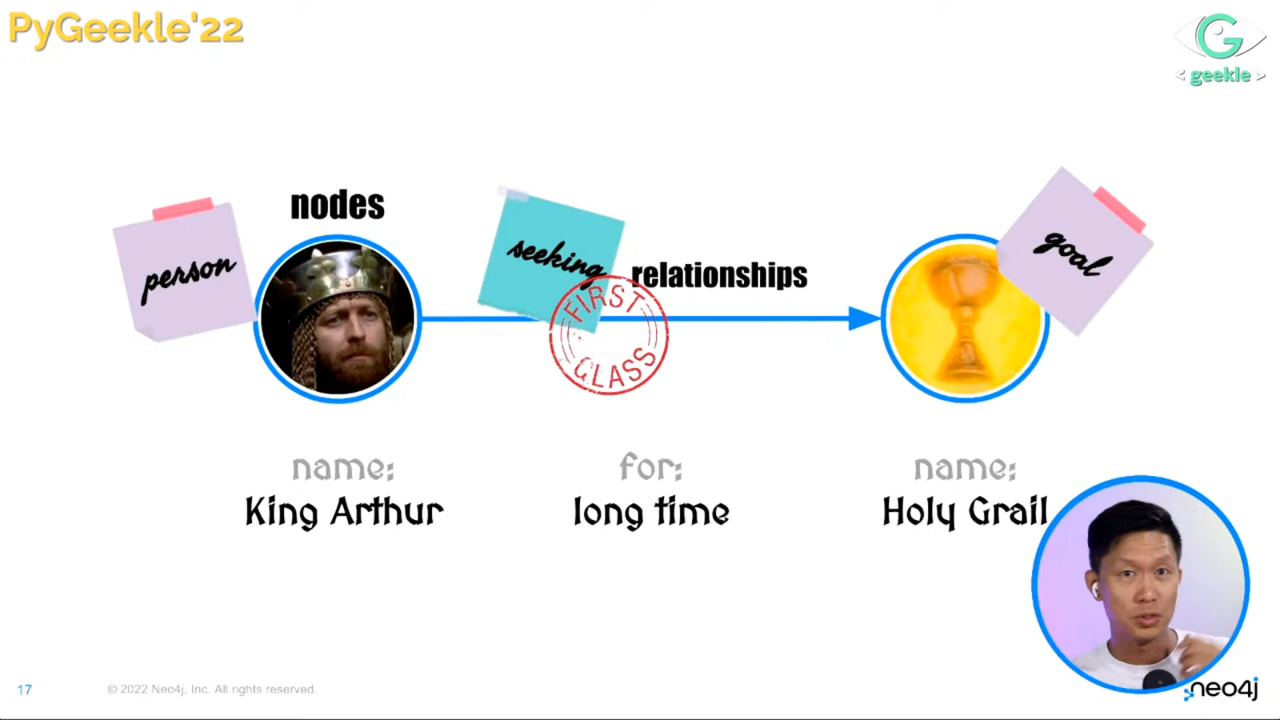 PyGeekle'22
G
< geekle >
nodes
person
seeking
relationships
goal
FIRST
CLASS
name:
King Arthur
for:
long time
name:
Holy Grail
17
© 2022 Neo4j, Inc. All rights reserved.
neo4j